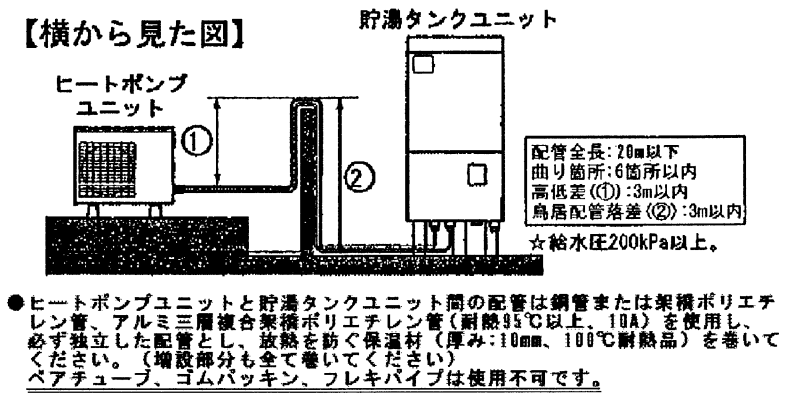 【横から見た図】
貯湯タンクユニット
ヒートポンプ
ユニット
①
②
配管全長:20m以下
曲り箇所:6箇所以内
高低差(①):3m以内
鳥居配管落差(②):3m以内
☆給水圧200kPa以上。
●ヒートポンプユニットと貯湯タンクユニット間の配管は銅管または架橋ポリエチ
レン管、アルミ三層複合架橋ポリエチレン管(耐熱95℃以上、10A)を使用し、
必ず独立した配管とし、放熱を防ぐ保温材(厚み:10mm、100℃耐熱品)を巻いて
ください。(増設部分も全て巻いてください)
ペアチューブ、ゴムパッキン、フレキパイプは使用不可です。